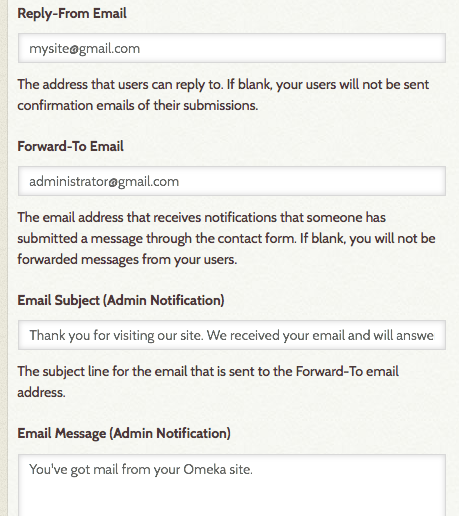 Reply-From Email
mysite@gmail.com
The address that users can reply to. If blank, your users will not be sent
confirmation emails of their submissions.
Forward-To Email
administrator@gmail.com
The email address that receives notifications that someone has
submitted a message through the contact form. If blank, you will not be
forwarded messages from your users.
Email Subject (Admin Notification)
Thank you for visiting our site. We received your email and will answe
The subject line for the email that is sent to the Forward-To email
address.
Email Message (Admin Notification)
You've got mail from your Omeka site.